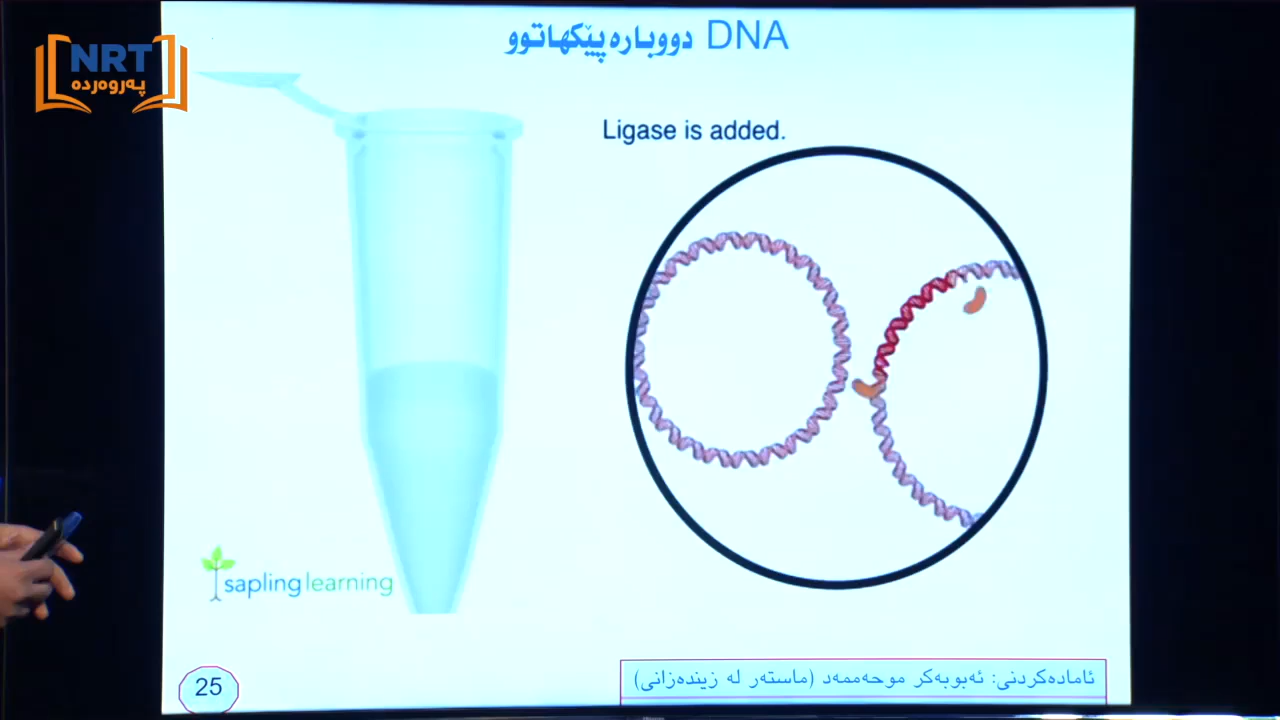 NRT
پەروەردە
DNA دووبارە پێکهاتوو
Ligase is added.
sapling learning
25
ئامادەکردنی: ئەبوبەکر موحەممەد (ماستەر لە زیندەزانی)